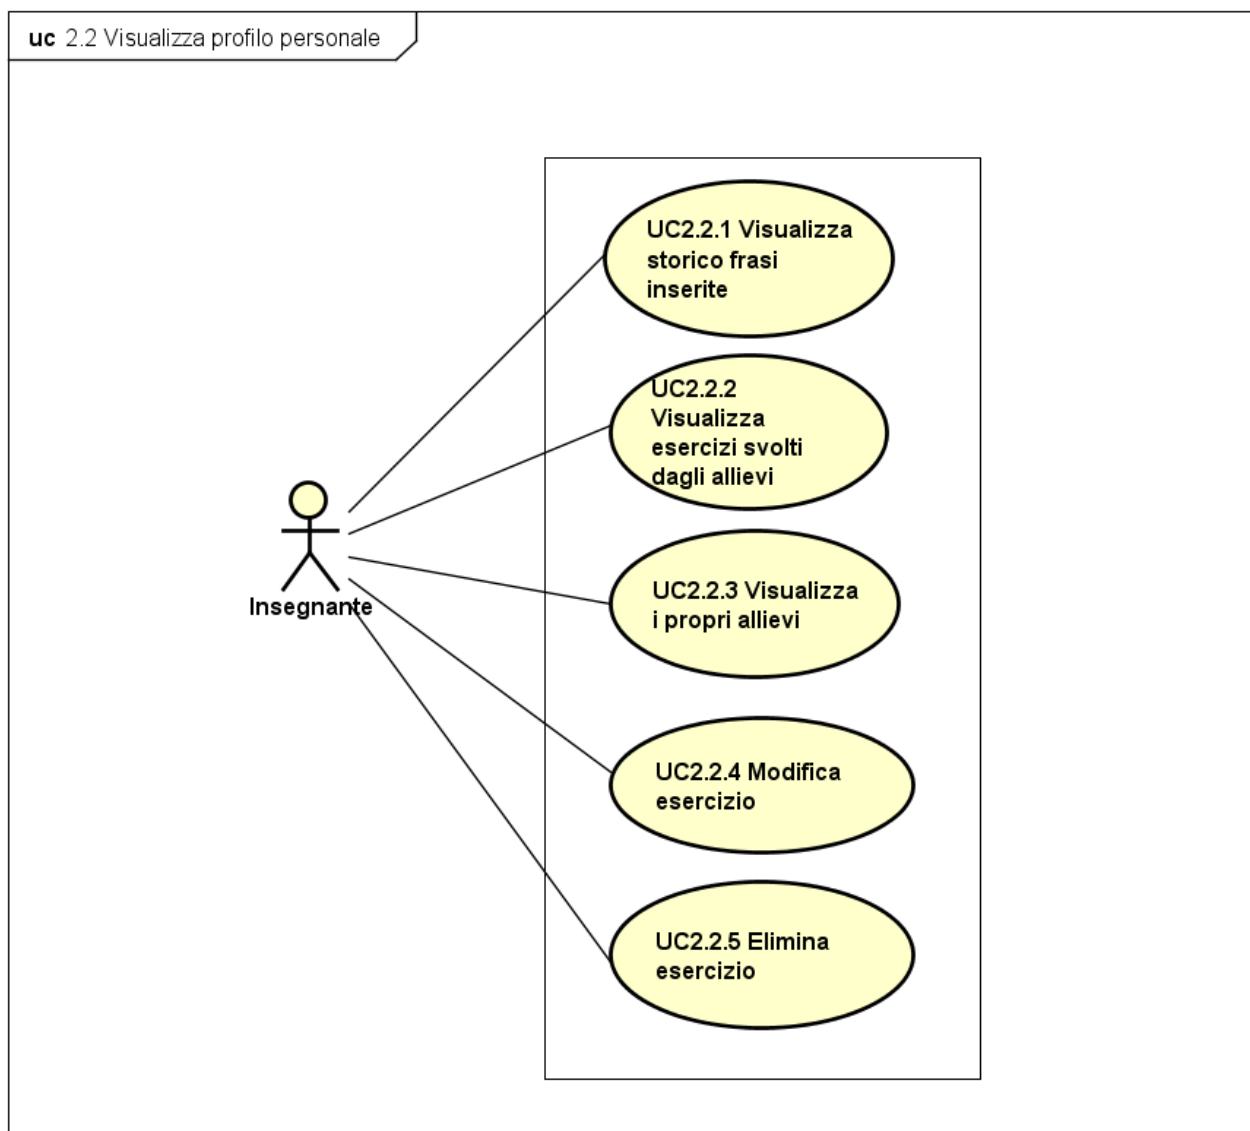 uc 2.2 Visualizza profilo personale
UC2.2.1 Visualizza
storico frasi
inserite
UC2.2.2
Visualizza
esercizi svolti
dagli allievi
Insegnante
UC2.2.3 Visualizza
i propri allievi
UC2.2.4 Modifica
esercizio
UC2.2.5 Elimina
esercizio